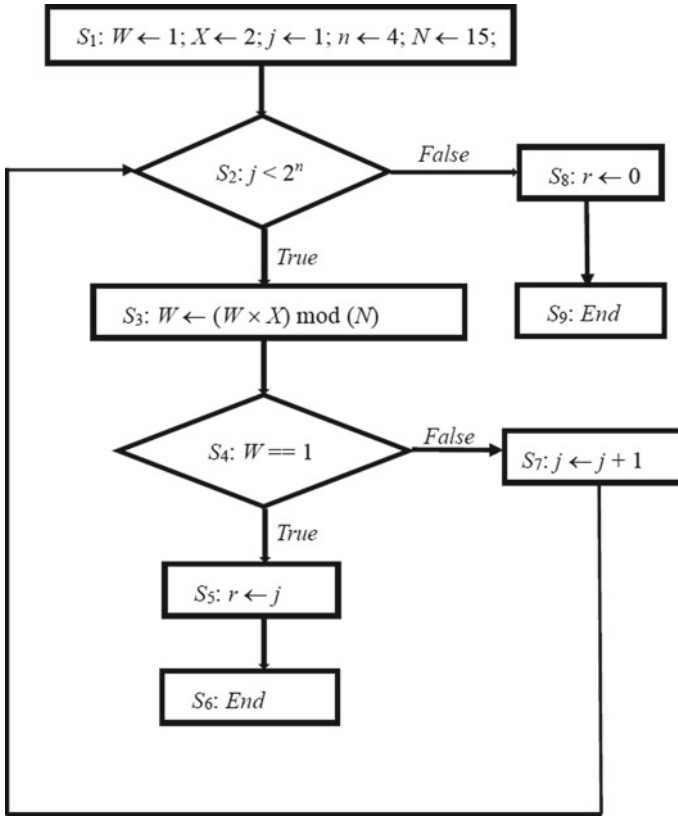 S₁: W ← 1; X ← 2; j ← 1; n ← 4; N ← 15;
S₂: j < 2ⁿ
False
S₈: r ← 0
True
S₉: End
S₃: W ← (W × X) mod (N)
S₄: W == 1
False
S₇: j ← j + 1
True
S₅: r ← j
S₆: End